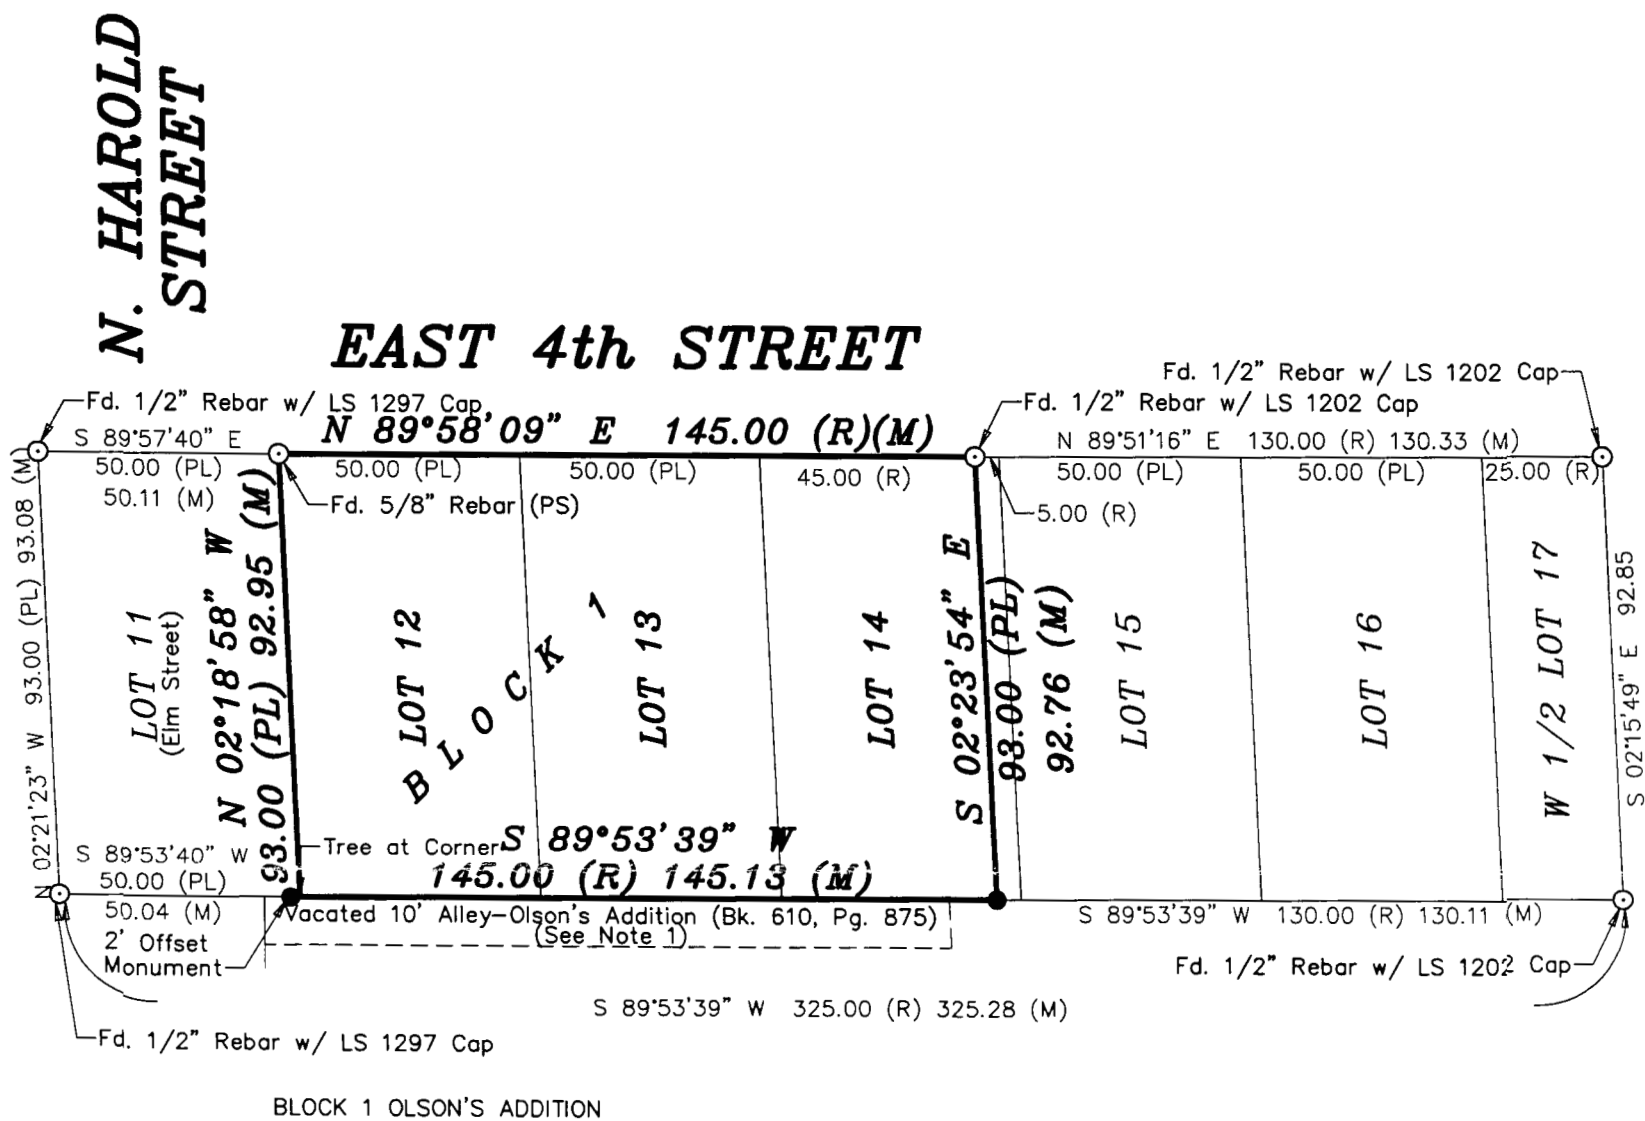 N. HAROLD
STREET
EAST 4th STREET
Fd. 1/2" Rebar w/ LS 1202 Cap
Fd. 1/2" Rebar w/ LS 1297 Cap
Fd. 1/2" Rebar w/ LS 1202 Cap
S 89°57'40" E
N 89°58'09" E 145.00 (R)(M)
N 89°51'16" E 130.00 (R) 130.33 (M)
50.00 (PL)
50.11 (M)
50.00 (PL)
50.00 (PL)
45.00 (R)
50.00 (PL)
50.00 (PL)
25.00 (R)
Fd. 5/8" Rebar (PS)
5.00 (R)
N 02°21'23" W 93.00 (PL) 93.08 (M)
LOT 11
(Elm Street)
N 02°18'58" W
93.00 (PL) 92.95 (M)
LOT 12
BLOCK 1
LOT 13
LOT 14
S 02°23'54" E
93.00 (PL)
92.76 (M)
LOT 15
LOT 16
W 1/2 LOT 17
S 02°15'49" E 92.85
S 89°53'40" W
50.00 (PL)
50.04 (M)
Tree at Corner
S 89°53'39" W
145.00 (R) 145.13 (M)
2' Offset
Monument
Vacated 10' Alley-Olson's Addition (Bk. 610, Pg. 875)
(See Note 1)
S 89°53'39" W 130.00 (R) 130.11 (M)
Fd. 1/2" Rebar w/ LS 1202 Cap
S 89°53'39" W 325.00 (R) 325.28 (M)
Fd. 1/2" Rebar w/ LS 1297 Cap
BLOCK 1 OLSON'S ADDITION